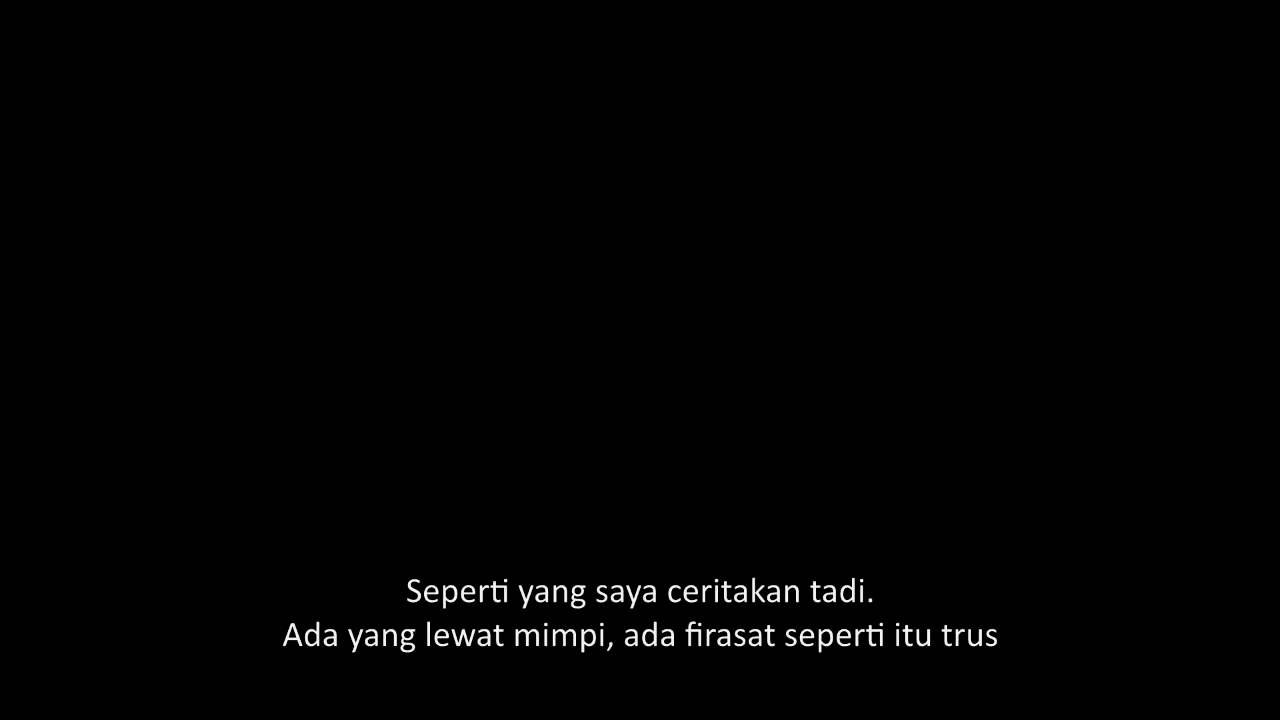 Seperti yang saya ceritakan tadi.
Ada yang lewat mimpi, ada firasat seperti itu trus